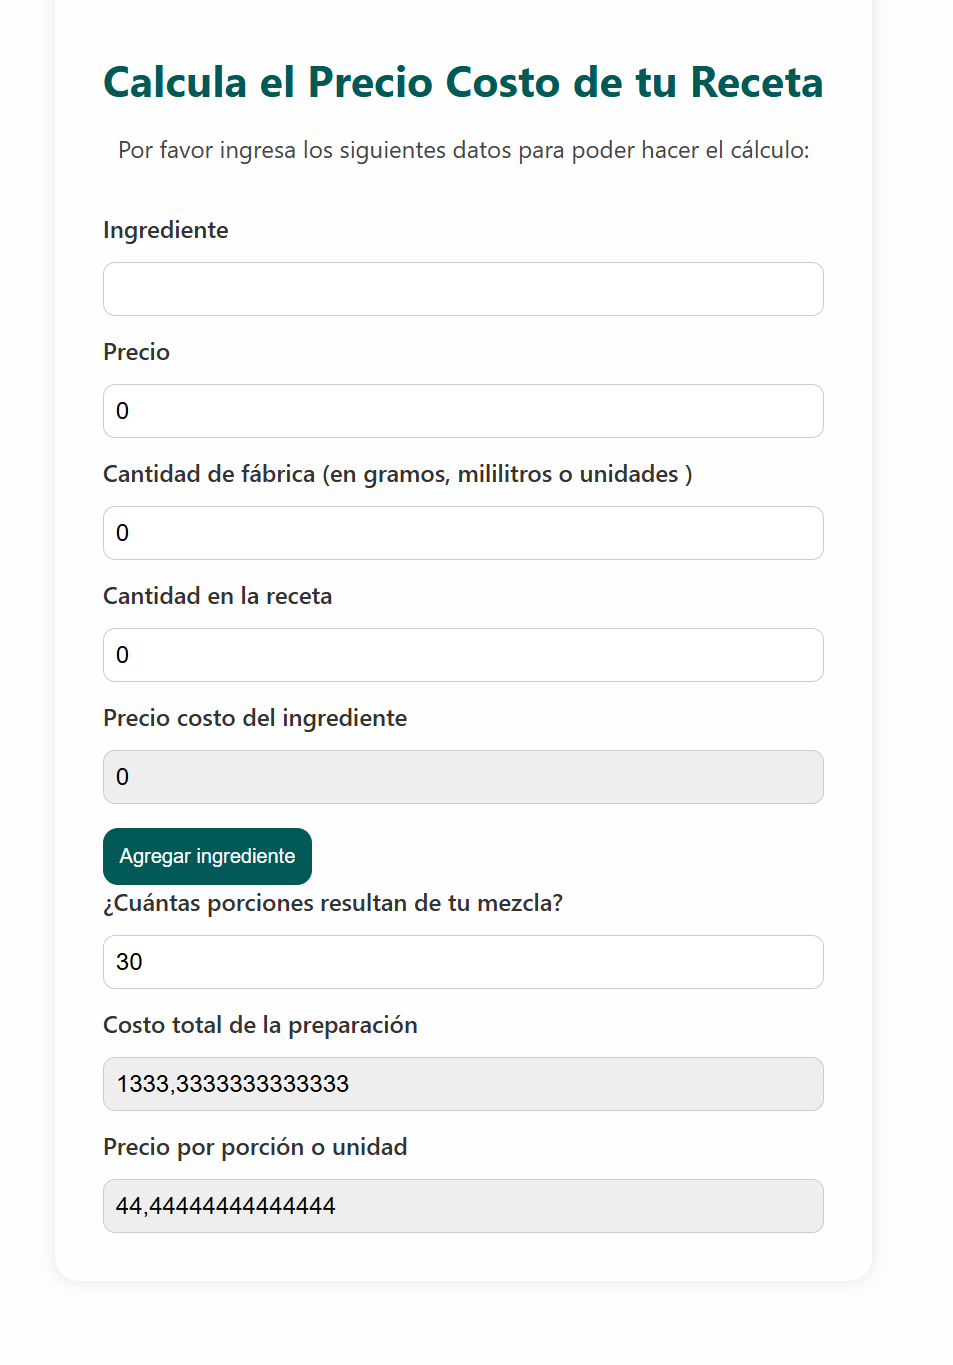 Calcula el Precio Costo de tu Receta
Por favor ingresa los siguientes datos para poder hacer el cálculo:
Ingrediente
Precio
0
Cantidad de fábrica (en gramos, mililitros o unidades )
0
Cantidad en la receta
0
Precio costo del ingrediente
0
Agregar ingrediente
¿Cuántas porciones resultan de tu mezcla?
30
Costo total de la preparación
1333,3333333333333
Precio por porción o unidad
44,44444444444444